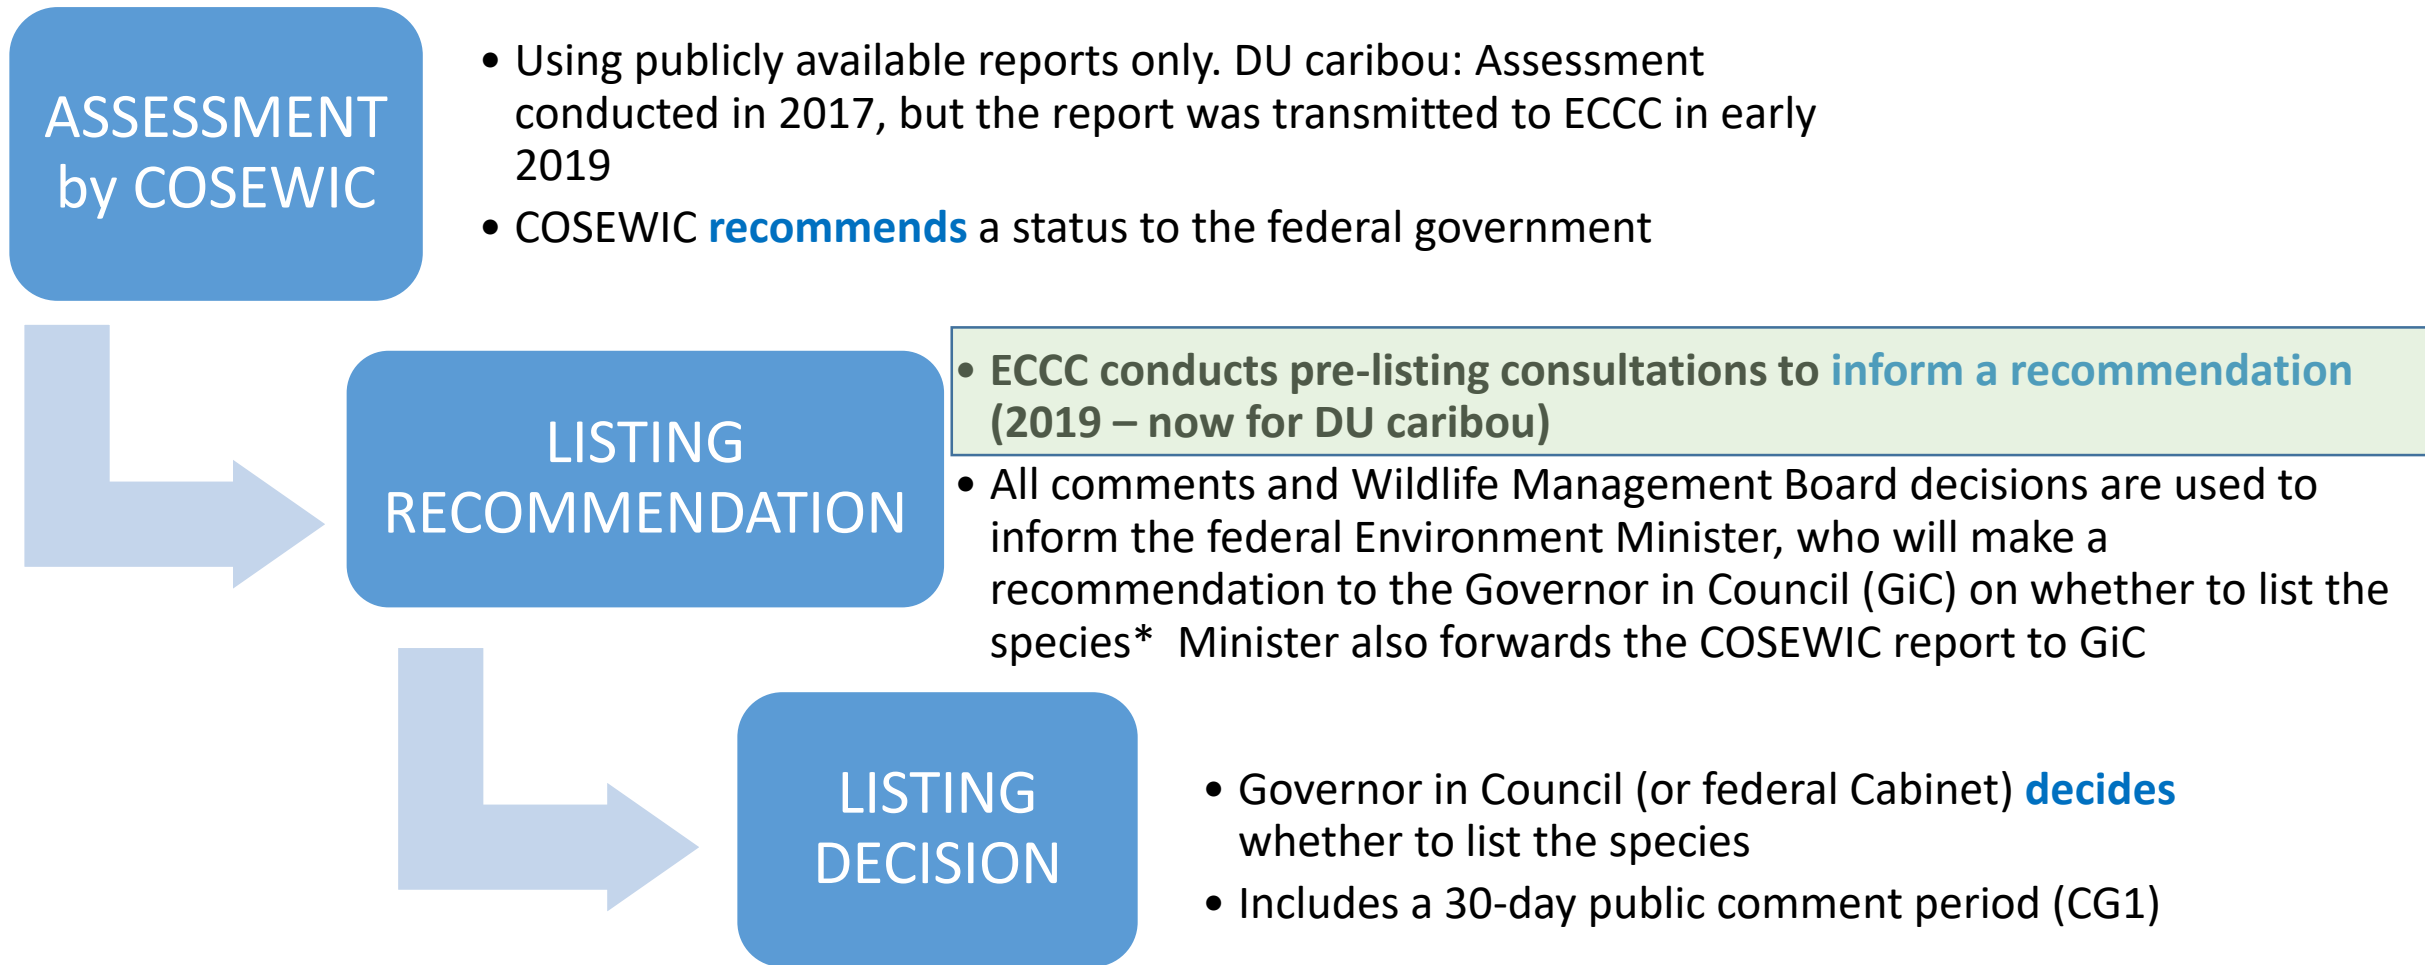 ASSESSMENT
by COSEWIC
• Using publicly available reports only. DU caribou: Assessment
conducted in 2017, but the report was transmitted to ECCC in early
2019
• COSEWIC recommends a status to the federal government
LISTING
RECOMMENDATION
• ECCC conducts pre-listing consultations to inform a recommendation
(2019 – now for DU caribou)
• All comments and Wildlife Management Board decisions are used to
inform the federal Environment Minister, who will make a
recommendation to the Governor in Council (GiC) on whether to list the
species*  Minister also forwards the COSEWIC report to GiC
LISTING
DECISION
• Governor in Council (or federal Cabinet) decides
whether to list the species
• Includes a 30-day public comment period (CG1)